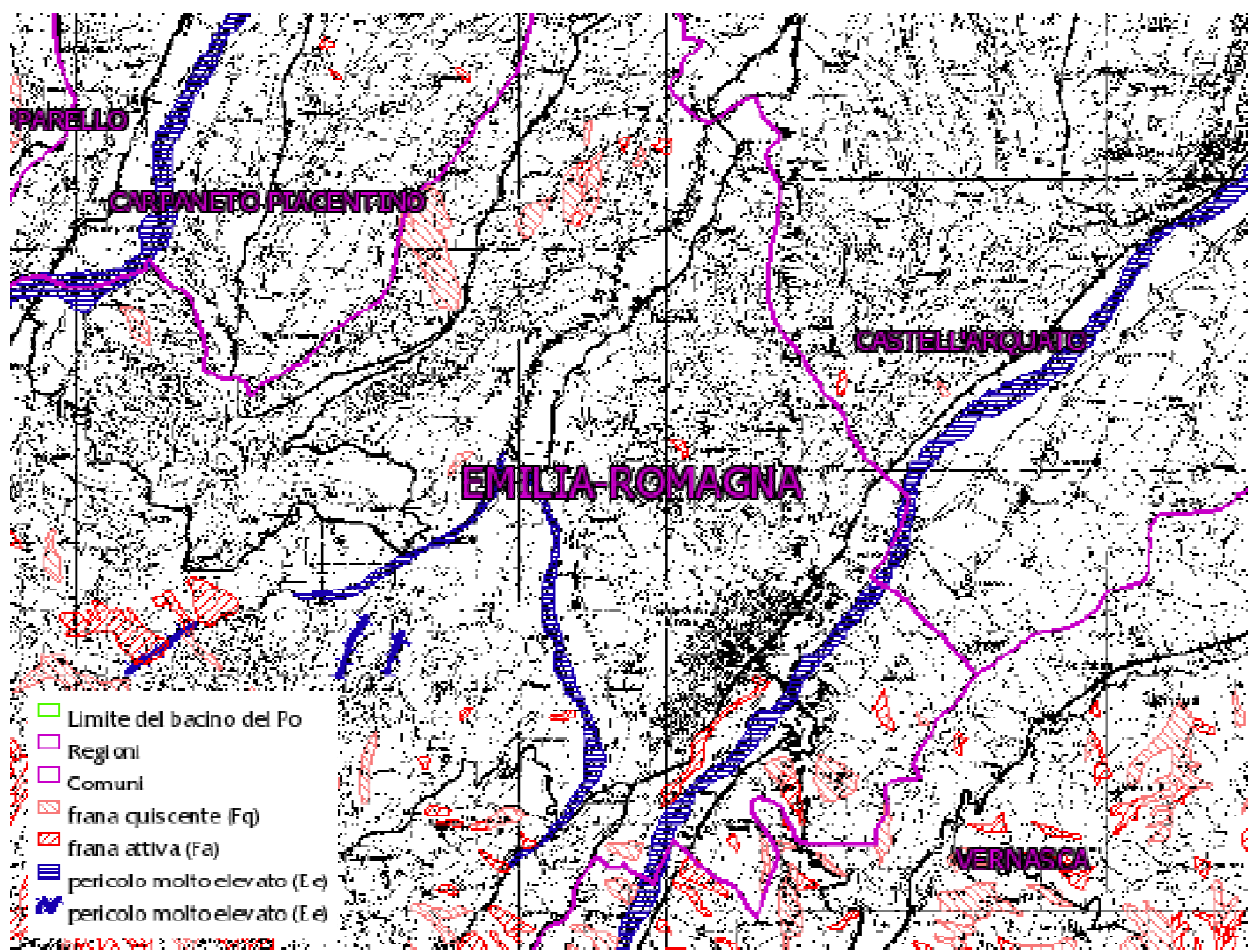 PPARELLO
CARPANETO PIACENTINO
CASTELL'ARQUATO
EMILIA-ROMAGNA
VERNASCA
Limite del bacino del Po
Regioni
Comuni
frana quiscente (Fq)
frana attiva (Fa)
pericolo molto elevato (Ee)
pericolo molto elevato (Ee)